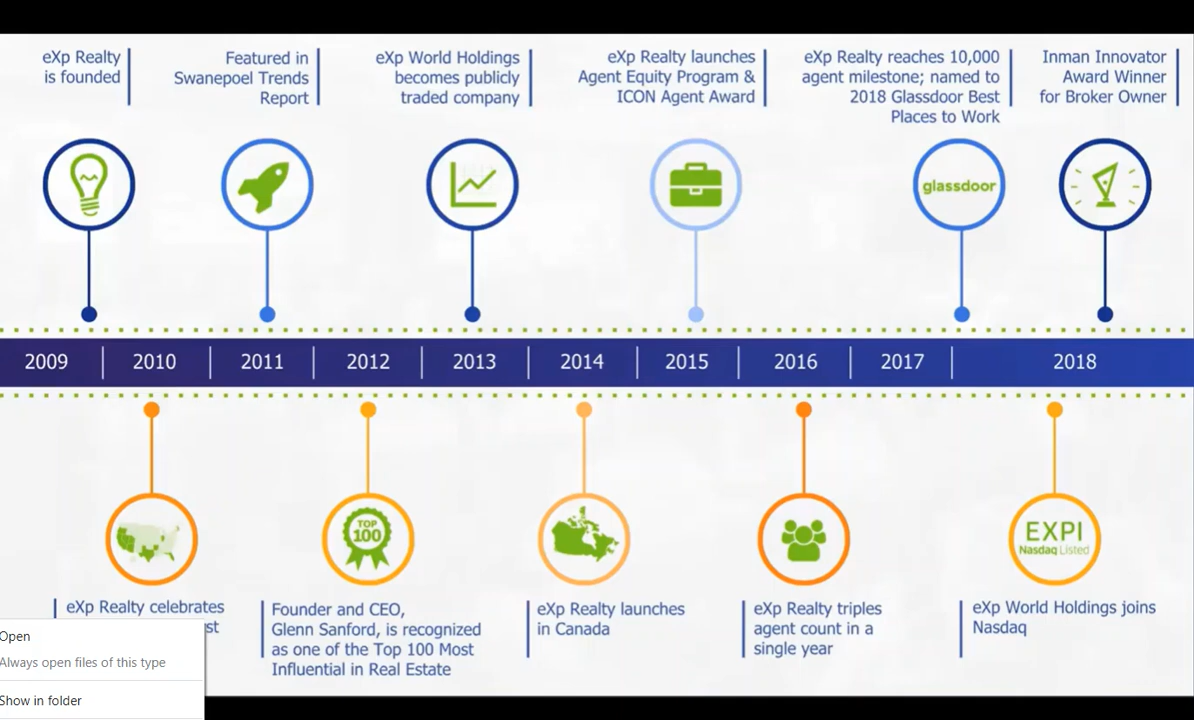 eXp Realty
is founded
Featured in
Swanepoel Trends
Report
eXp World Holdings
becomes publicly
traded company
eXp Realty launches
Agent Equity Program &
ICON Agent Award
eXp Realty reaches 10,000
agent milestone; named to
2018 Glassdoor Best
Places to Work
Inman Innovator
Award Winner
for Broker Owner
glassdoor
2009 2010 2011 2012 2013 2014 2015 2016 2017 2018
TOP
100
EXPI
Nasdaq Listed
eXp Realty celebrates
Founder and CEO,
Glenn Sanford, is recognized
as one of the Top 100 Most
Influential in Real Estate
eXp Realty launches
in Canada
eXp Realty triples
agent count in a
single year
eXp World Holdings joins
Nasdaq
Open
Always open files of this type
Show in folder